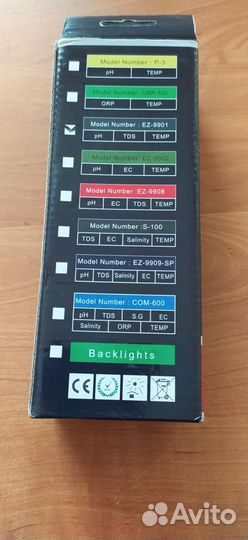 Model Number : P-3
pH TEMP
Model Number : ORP-100
ORP TEMP
Model Number : EZ-9901
pH TDS TEMP
Model Number : EZ-9902
pH EC TEMP
Model Number : EZ-9908
pH EC TDS TEMP
Model Number : S-100
TDS EC Salinity TEMP
Model Number : EZ-9909-SP
pH TDS Salinity EC TEMP
Model Number : COM-600
pH TDS S.G EC
Salinity ORP TEMP
Backlights
CE
Avito